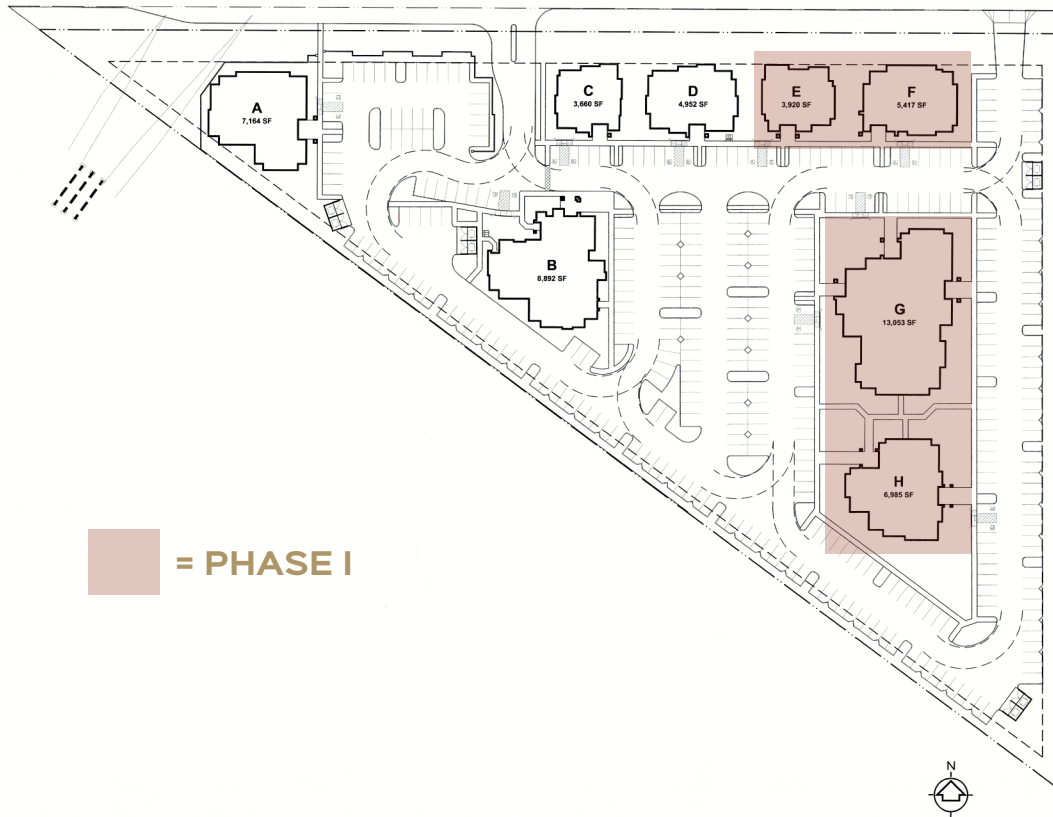 A
7,164 SF
C
3,660 SF
D
4,952 SF
E
3,920 SF
F
5,417 SF
B
8,892 SF
G
13,053 SF
H
6,985 SF
= PHASE I
N